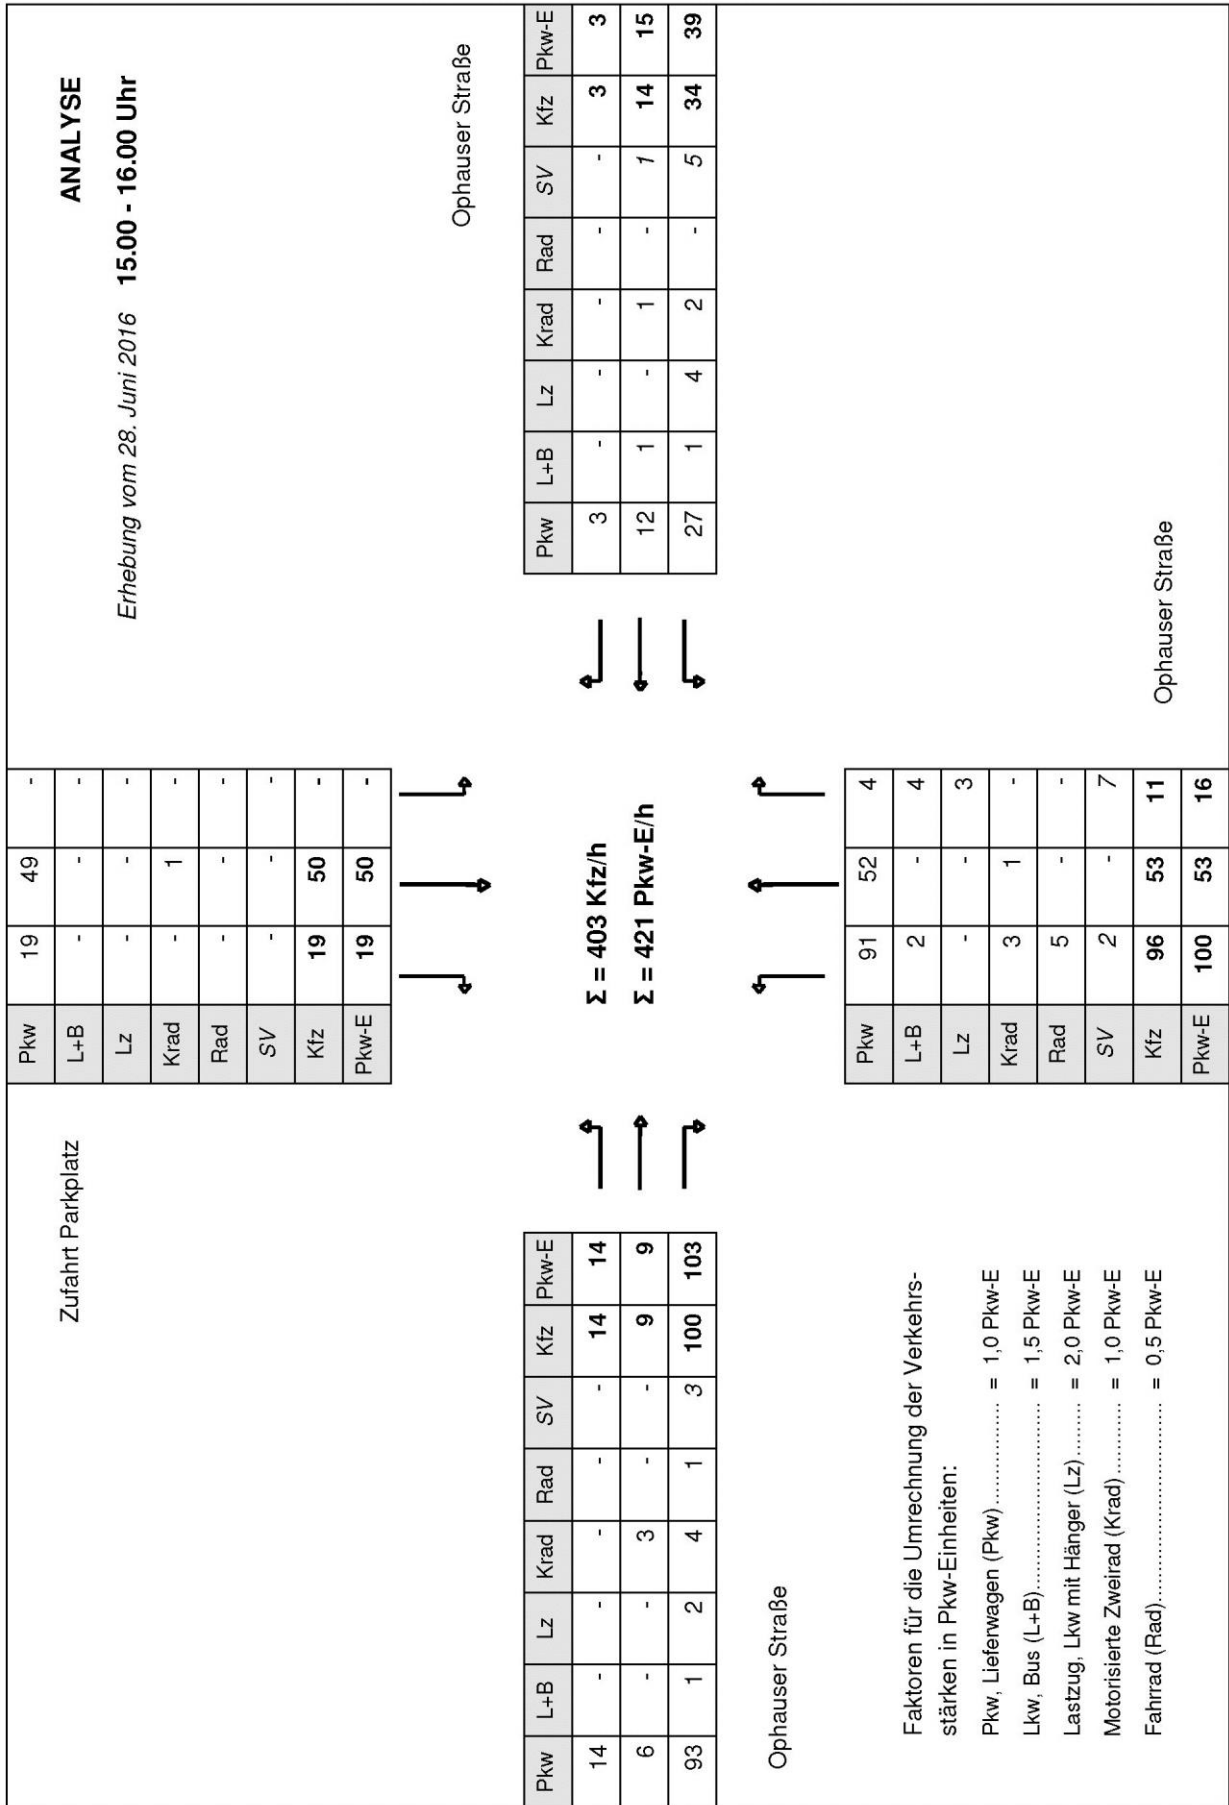 ANALYSE
Erhebung vom 28. Juni 2016 15.00 - 16.00 Uhr
Zufahrt Parkplatz
Pkw 19 49 -
L+B - - -
Lz - - -
Krad - 1 -
Rad - - -
SV - - -
Kfz 19 50 -
Pkw-E 19 50 -
Ophauser Straße
Pkw L+B Lz Krad Rad SV Kfz Pkw-E
14 - - - - - 14 14
6 - - 3 - - 9 9
93 1 2 4 1 3 100 103
Σ = 403 Kfz/h
Σ = 421 Pkw-E/h
Pkw L+B Lz Krad Rad SV Kfz Pkw-E
3 - - - - - 3 3
12 1 - 1 - 1 14 15
27 1 4 2 - 5 34 39
Ophauser Straße
Pkw 91 52 4
L+B 2 - 4
Lz - - 3
Krad 3 1 -
Rad 5 - -
SV 2 - 7
Kfz 96 53 11
Pkw-E 100 53 16
Ophauser Straße
Faktoren für die Umrechnung der Verkehrs-
stärken in Pkw-Einheiten:
Pkw, Lieferwagen (Pkw).................. = 1,0 Pkw-E
Lkw, Bus (L+B)................................ = 1,5 Pkw-E
Lastzug, Lkw mit Hänger (Lz)......... = 2,0 Pkw-E
Motorisierte Zweirad (Krad)............ = 1,0 Pkw-E
Fahrrad (Rad)................................. = 0,5 Pkw-E